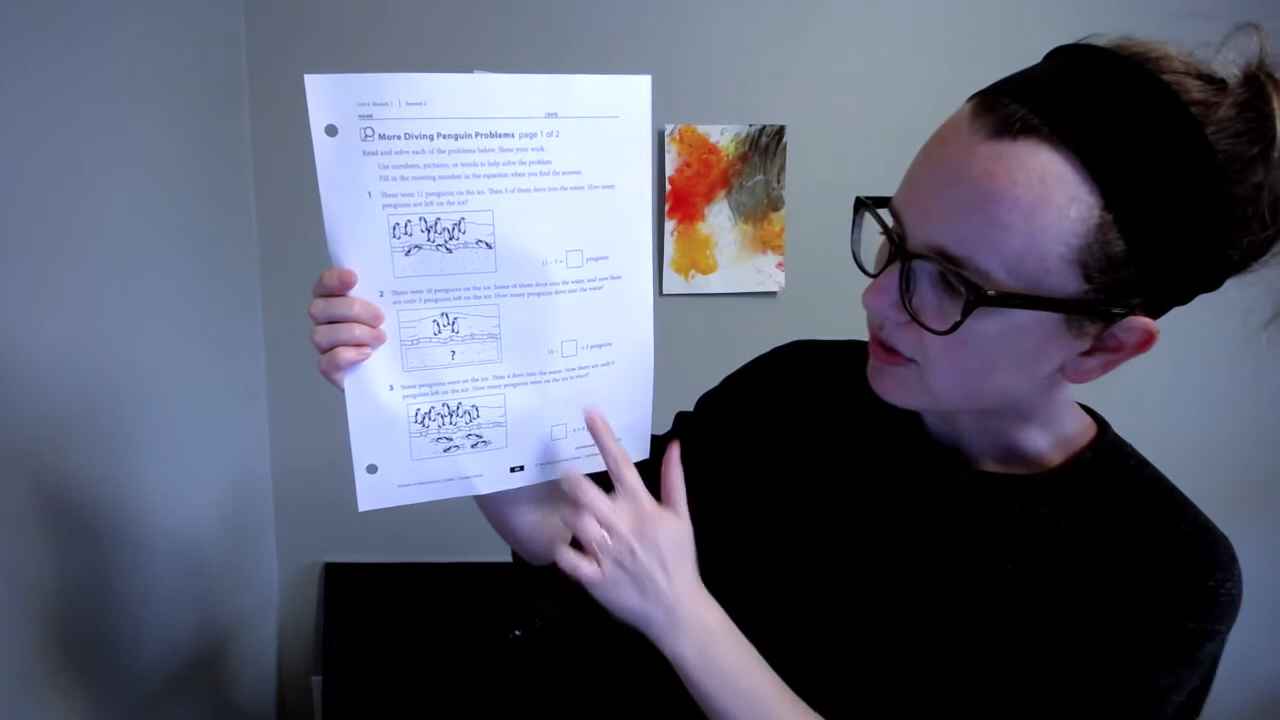 Session 2
NAME | DATE
More Diving Penguin Problems page 1 of 2
Read and solve each of the problems below. Show your work.
Use numbers, pictures, or words to help solve the problem.
Fill in the missing number in the equation when you find the answer.
1 There were 11 penguins on the ice. Then 3 of them dove into the water. How many
penguins are left on the ice?
penguins
2 There were 10 penguins on the ice. Some of them dove into the water, and now there
are only 3 penguins left on the ice. How many penguins dove into the water?
?
10 – = 3 penguins
3 Some penguins were on the ice. Then 4 dove into the water. Now there are only 9
penguins left on the ice. How many penguins were on the ice to start?